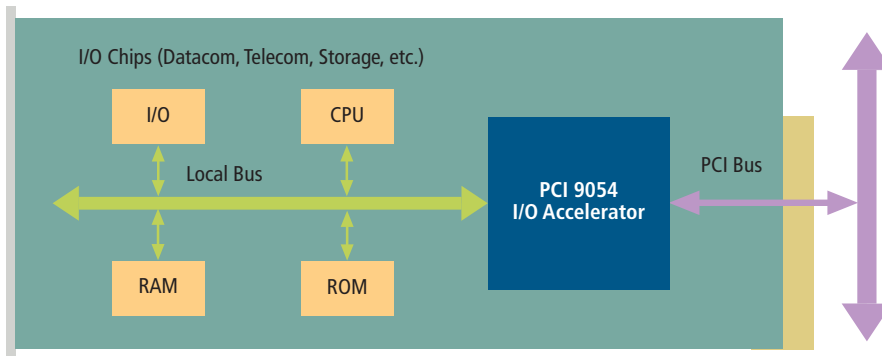 I/O Chips (Datacom, Telecom, Storage, etc.)
I/O
CPU
Local Bus
PCI 9054
I/O Accelerator
PCI Bus
RAM
ROM